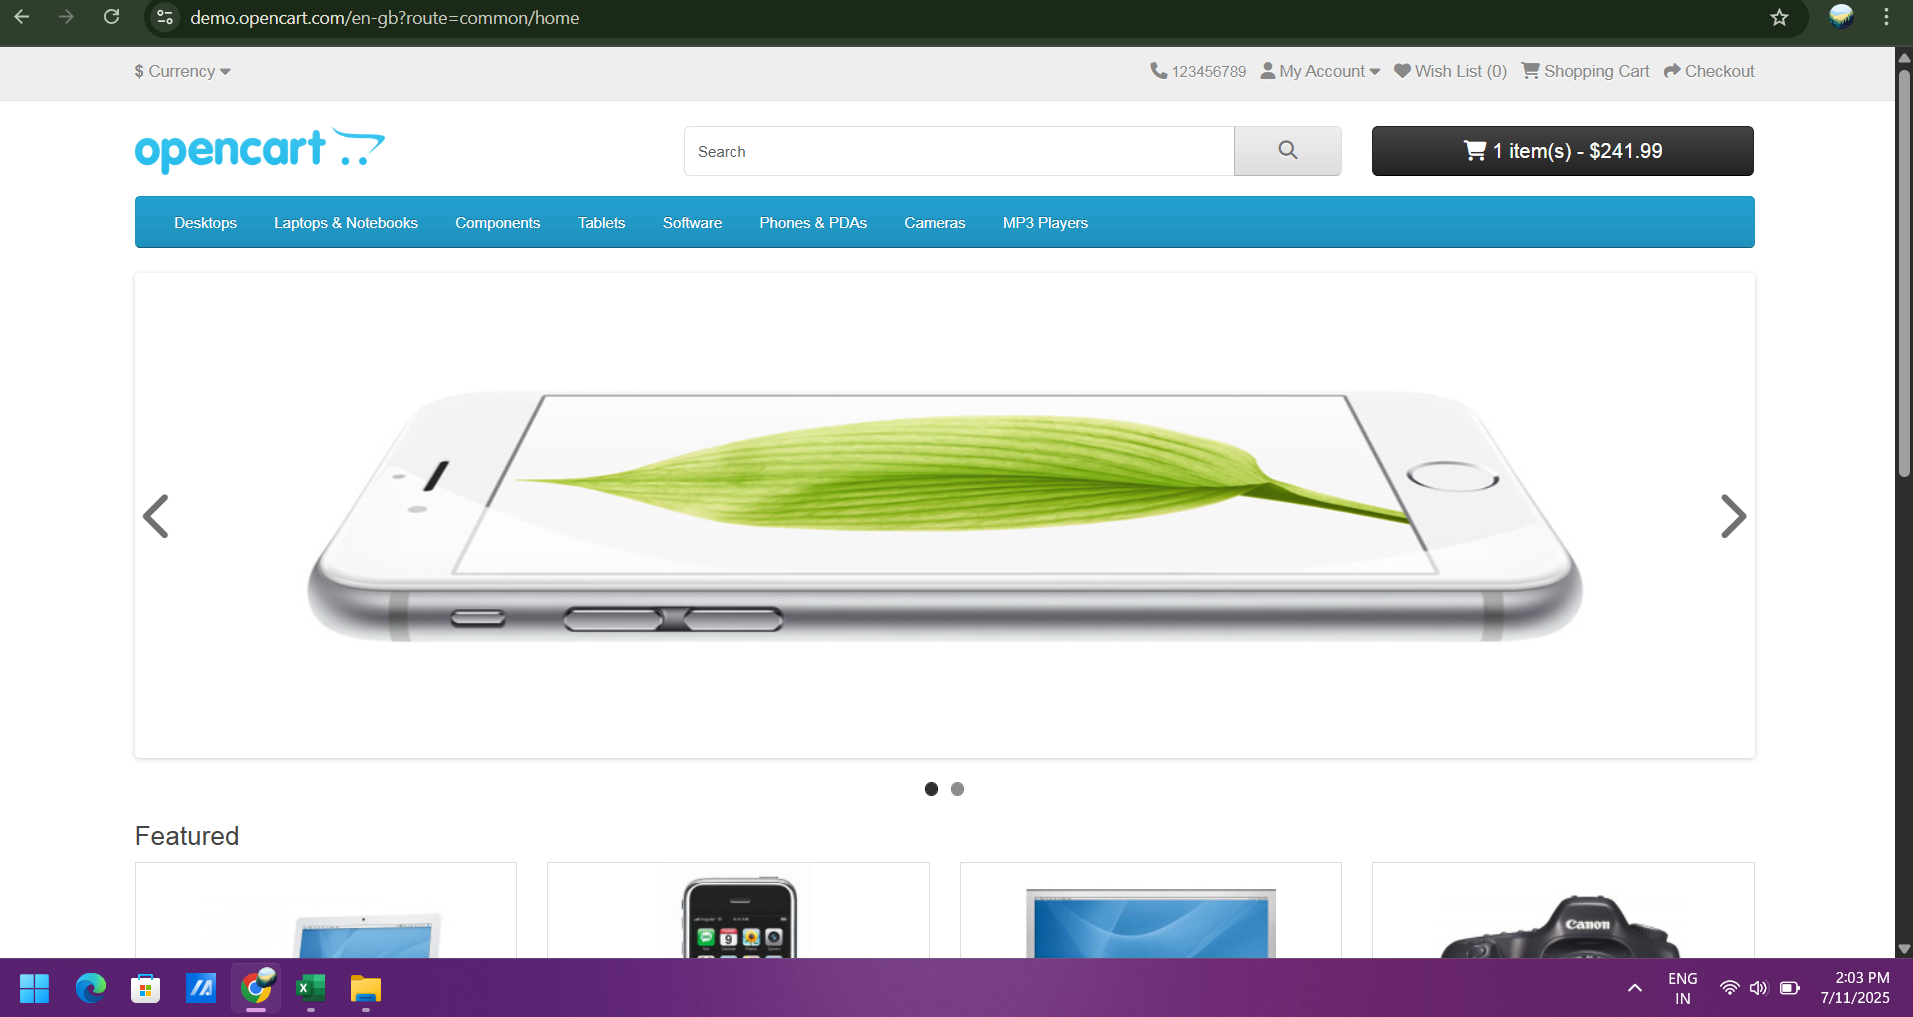 demo.opencart.com/en-gb?route=common/home
$ Currency
123456789 My Account Wish List (0) Shopping Cart Checkout
opencart
Search
1 item(s) - $241.99
Desktops Laptops & Notebooks Components Tablets Software Phones & PDAs Cameras MP3 Players
Featured
9
Canon
ENG
IN
2:03 PM
7/11/2025